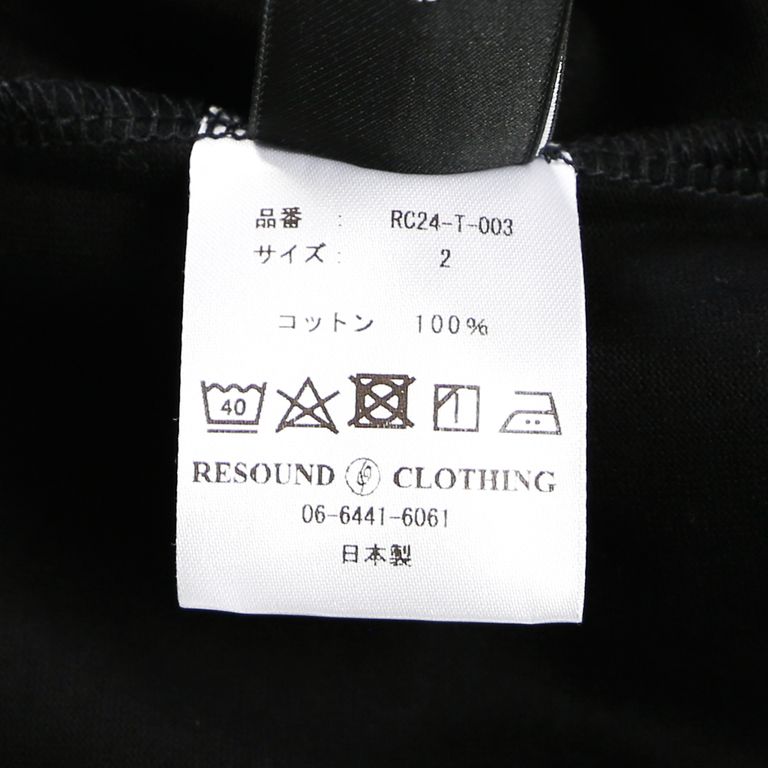 品番 : RC24-T-003
サイズ : 2
コットン 100%
40
RESOUND CLOTHING
06-6441-6061
日本製